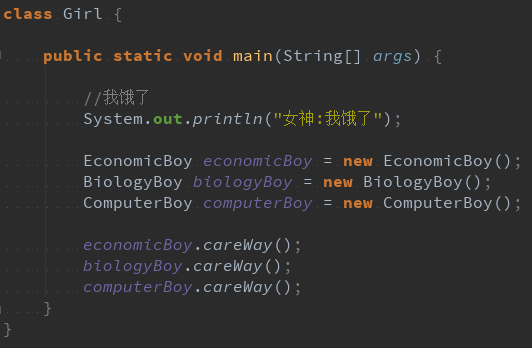 class Girl {
public static void main(String[] args) {
//我饿了
System.out.println("女神:我饿了");
EconomicBoy economicBoy = new EconomicBoy();
BiologyBoy biologyBoy = new BiologyBoy();
ComputerBoy computerBoy = new ComputerBoy();
economicBoy.careWay();
biologyBoy.careWay();
computerBoy.careWay();
}
}